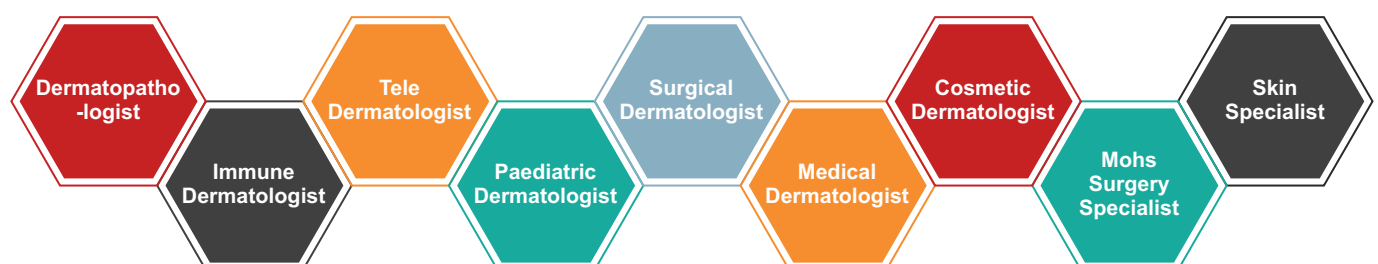 Dermatopatho
-logist
Immune
Dermatologist
Tele
Dermatologist
Paediatric
Dermatologist
Surgical
Dermatologist
Medical
Dermatologist
Cosmetic
Dermatologist
Mohs
Surgery
Specialist
Skin
Specialist